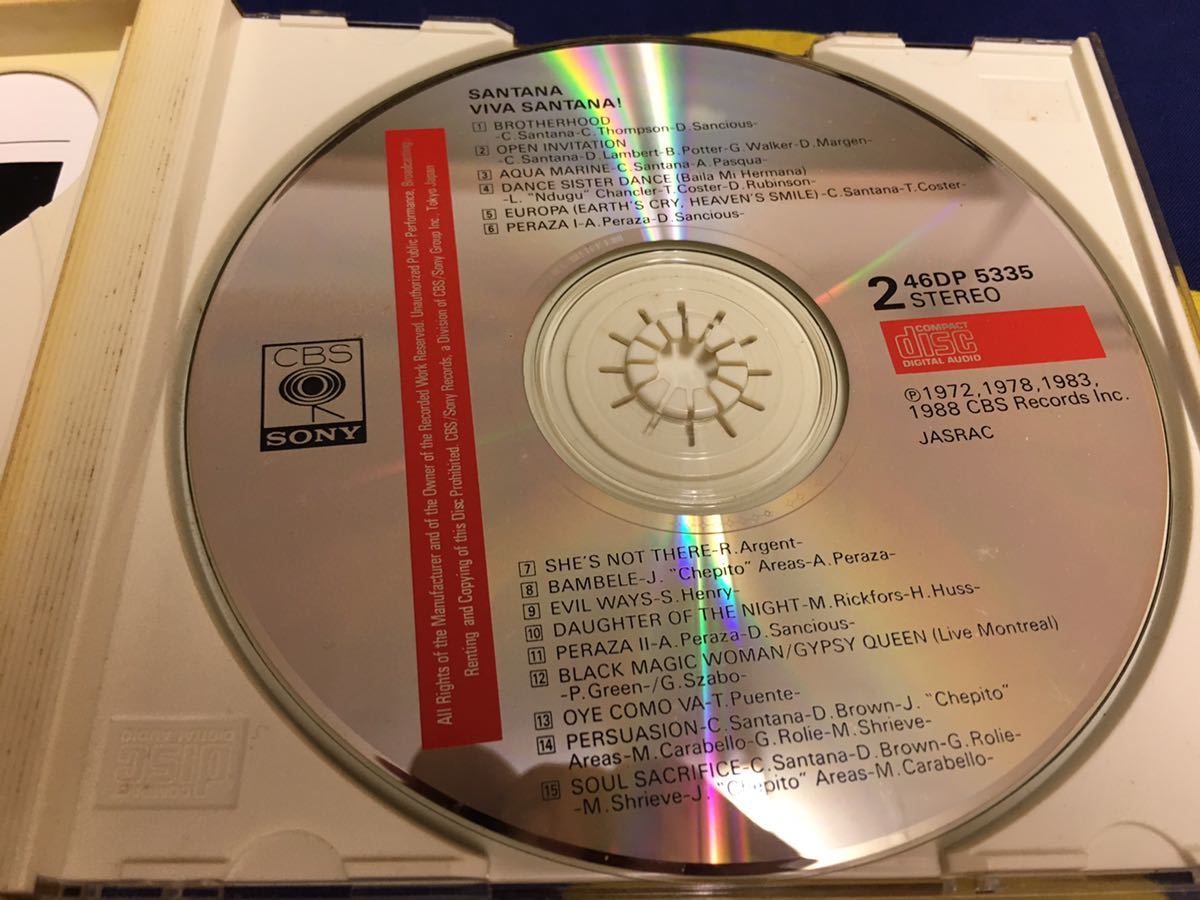 SANTANA
VIVA SANTANA!
1 BROTHERHOOD
-C. Santana-C. Thompson-D. Sancious-
2 OPEN INVITATION
-C. Santana-D. Lambert-B. Potter-G. Walker-D. Margen-
3 AQUA MARINE-C. Santana-A. Pasqua-
4 DANCE SISTER DANCE (Baila Mi Hermana)
-L. "Ndugu" Chancler-T. Coster-D. Rubinson-
5 EUROPA (EARTH'S CRY, HEAVEN'S SMILE)-C. Santana-T. Coster-
6 PERAZA I-A. Peraza-D. Sancious-
All Rights of the Manufacturer and of the Owner of the Recorded Work Reserved. Unauthorized Public Performance, Broadcasting
Renting and Copying of this Disc Prohibited. CBS/Sony Records, a Division of CBS/Sony Group Inc., Tokyo Japan
CBS
SONY
2 46DP 5335
STEREO
COMPACT
disc
DIGITAL AUDIO
℗1972, 1978, 1983,
1988 CBS Records Inc.
JASRAC
7 SHE'S NOT THERE-R. Argent-
8 BAMBELE-J. "Chepito" Areas-A. Peraza-
9 EVIL WAYS-S. Henry-
10 DAUGHTER OF THE NIGHT-M. Rickfors-H. Huss-
11 PERAZA II-A. Peraza-D. Sancious-
12 BLACK MAGIC WOMAN/GYPSY QUEEN (Live Montreal)
-P. Green-/G. Szabo-
13 OYE COMO VA-T. Puente-
14 PERSUASION-C. Santana-D. Brown-J. "Chepito"
Areas-M. Carabello-G. Rolie-M. Shrieve-
15 SOUL SACRIFICE-C. Santana-D. Brown-G. Rolie-
-M. Shrieve-J. "Chepito" Areas-M. Carabello-
disc
DIGITAL AUDIO